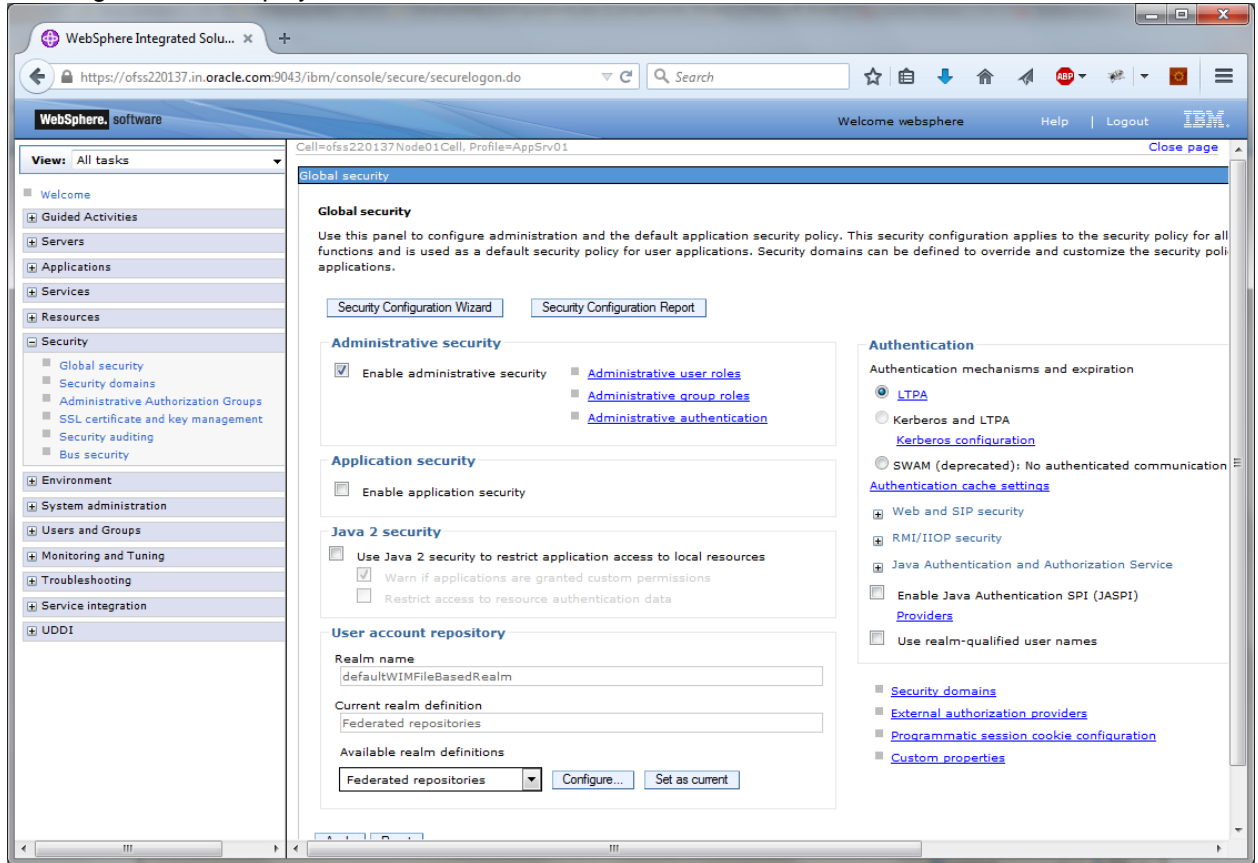 WebSphere Integrated Solu...
https://ofss220137.in.oracle.com:9043/ibm/console/secure/securelogon.do
Search
ABP
WebSphere. software
Welcome websphere
Help | Logout
IBM.
View: All tasks
Welcome
Guided Activities
Servers
Applications
Services
Resources
Security
Global security
Security domains
Administrative Authorization Groups
SSL certificate and key management
Security auditing
Bus security
Environment
System administration
Users and Groups
Monitoring and Tuning
Troubleshooting
Service integration
UDDI
Cell=ofss220137Node01Cell, Profile=AppSrv01
Close page
Global security
Global security
Use this panel to configure administration and the default application security policy. This security configuration applies to the security policy for all
functions and is used as a default security policy for user applications. Security domains can be defined to override and customize the security poli
applications.
Security Configuration Wizard
Security Configuration Report
Administrative security
Enable administrative security
Administrative user roles
Administrative group roles
Administrative authentication
Application security
Enable application security
Java 2 security
Use Java 2 security to restrict application access to local resources
Warn if applications are granted custom permissions
Restrict access to resource authentication data
User account repository
Realm name
defaultWIMFileBasedRealm
Current realm definition
Federated repositories
Available realm definitions
Federated repositories
Configure...
Set as current
Authentication
Authentication mechanisms and expiration
LTPA
Kerberos and LTPA
Kerberos configuration
SWAM (deprecated): No authenticated communication
Authentication cache settings
Web and SIP security
RMI/IIOP security
Java Authentication and Authorization Service
Enable Java Authentication SPI (JASPI)
Providers
Use realm-qualified user names
Security domains
External authorization providers
Programmatic session cookie configuration
Custom properties